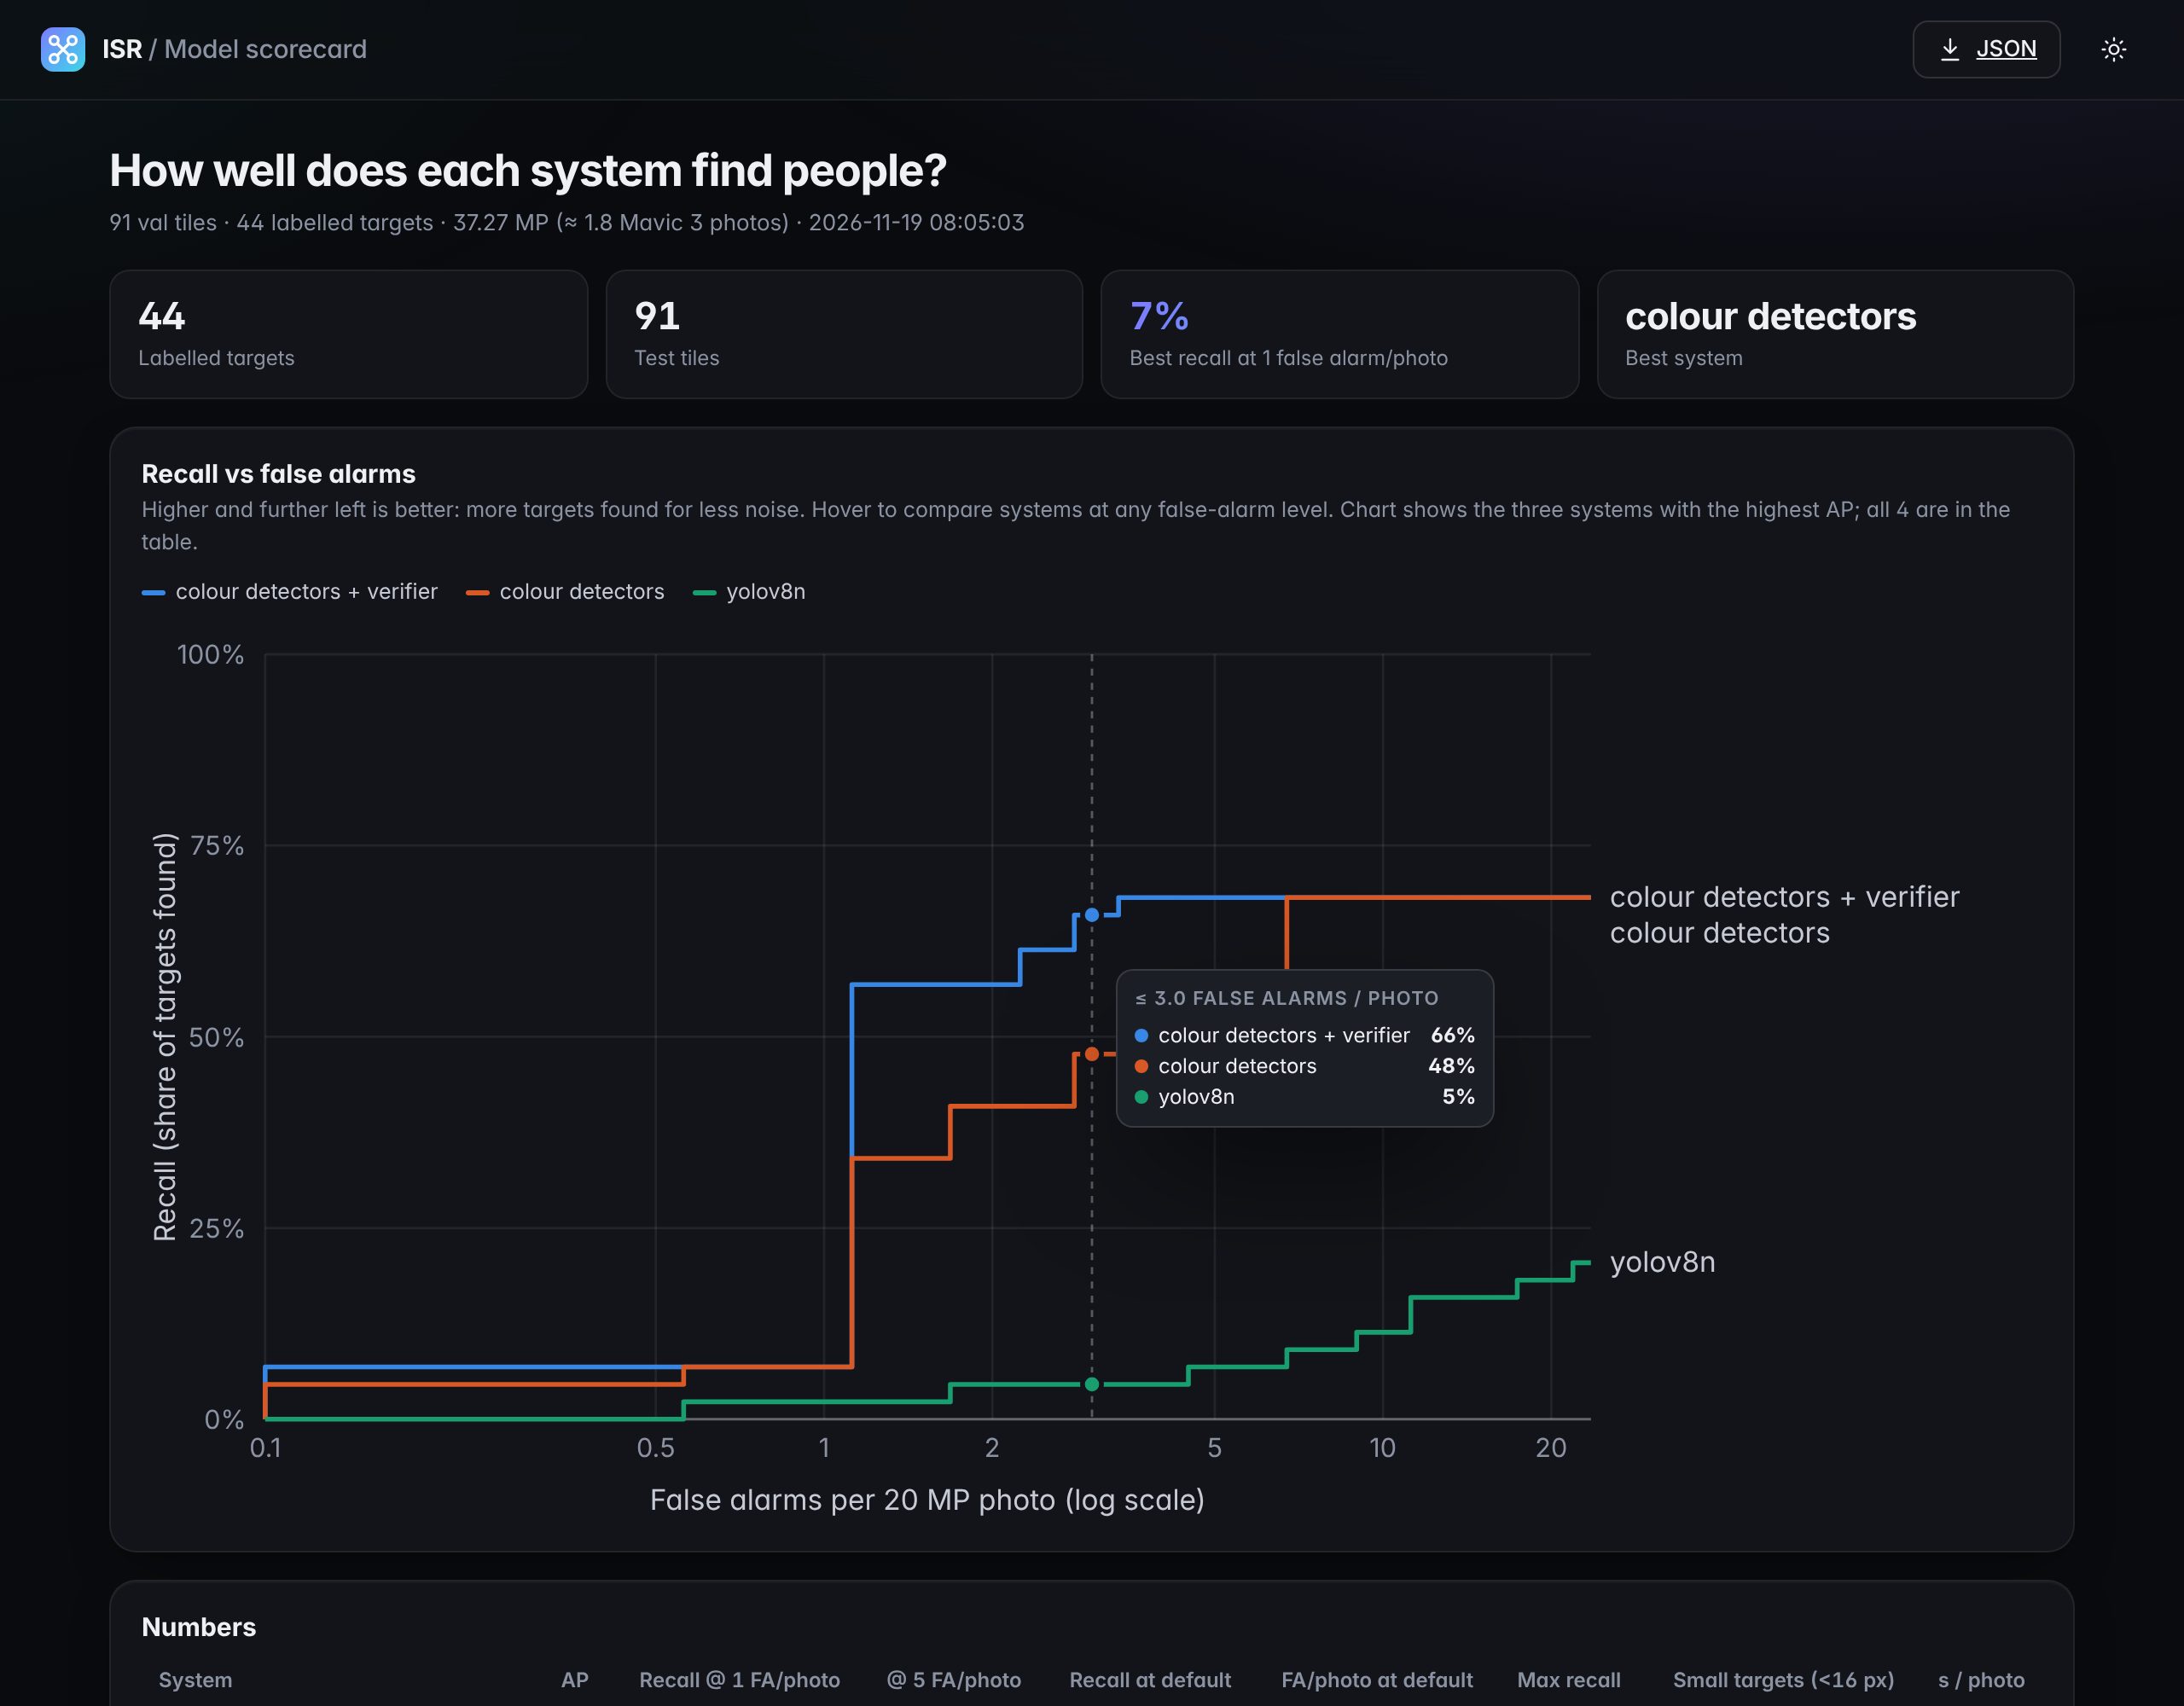 ISR / Model scorecard
JSON
How well does each system find people?
91 val tiles · 44 labelled targets · 37.27 MP (≈ 1.8 Mavic 3 photos) · 2026-11-19 08:05:03
44
Labelled targets
91
Test tiles
7%
Best recall at 1 false alarm/photo
colour detectors
Best system
Recall vs false alarms
Higher and further left is better: more targets found for less noise. Hover to compare systems at any false-alarm level. Chart shows the three systems with the highest AP; all 4 are in the
table.
colour detectors + verifier
colour detectors
yolov8n
100%
75%
50%
25%
0%
Recall (share of targets found)
colour detectors + verifier
colour detectors
≤ 3.0 FALSE ALARMS / PHOTO
colour detectors + verifier 66%
colour detectors 48%
yolov8n 5%
yolov8n
0.1 0.5 1 2 5 10 20
False alarms per 20 MP photo (log scale)
Numbers
System AP Recall @ 1 FA/photo @ 5 FA/photo Recall at default FA/photo at default Max recall Small targets (<16 px) s / photo